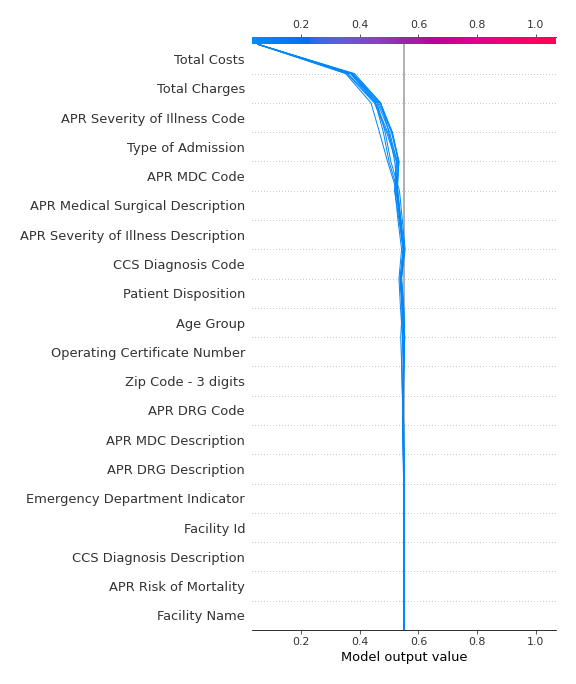 0.2 0.4 0.6 0.8 1.0
Total Costs
Total Charges
APR Severity of Illness Code
Type of Admission
APR MDC Code
APR Medical Surgical Description
APR Severity of Illness Description
CCS Diagnosis Code
Patient Disposition
Age Group
Operating Certificate Number
Zip Code - 3 digits
APR DRG Code
APR MDC Description
APR DRG Description
Emergency Department Indicator
Facility Id
CCS Diagnosis Description
APR Risk of Mortality
Facility Name
0.2 0.4 0.6 0.8 1.0
Model output value